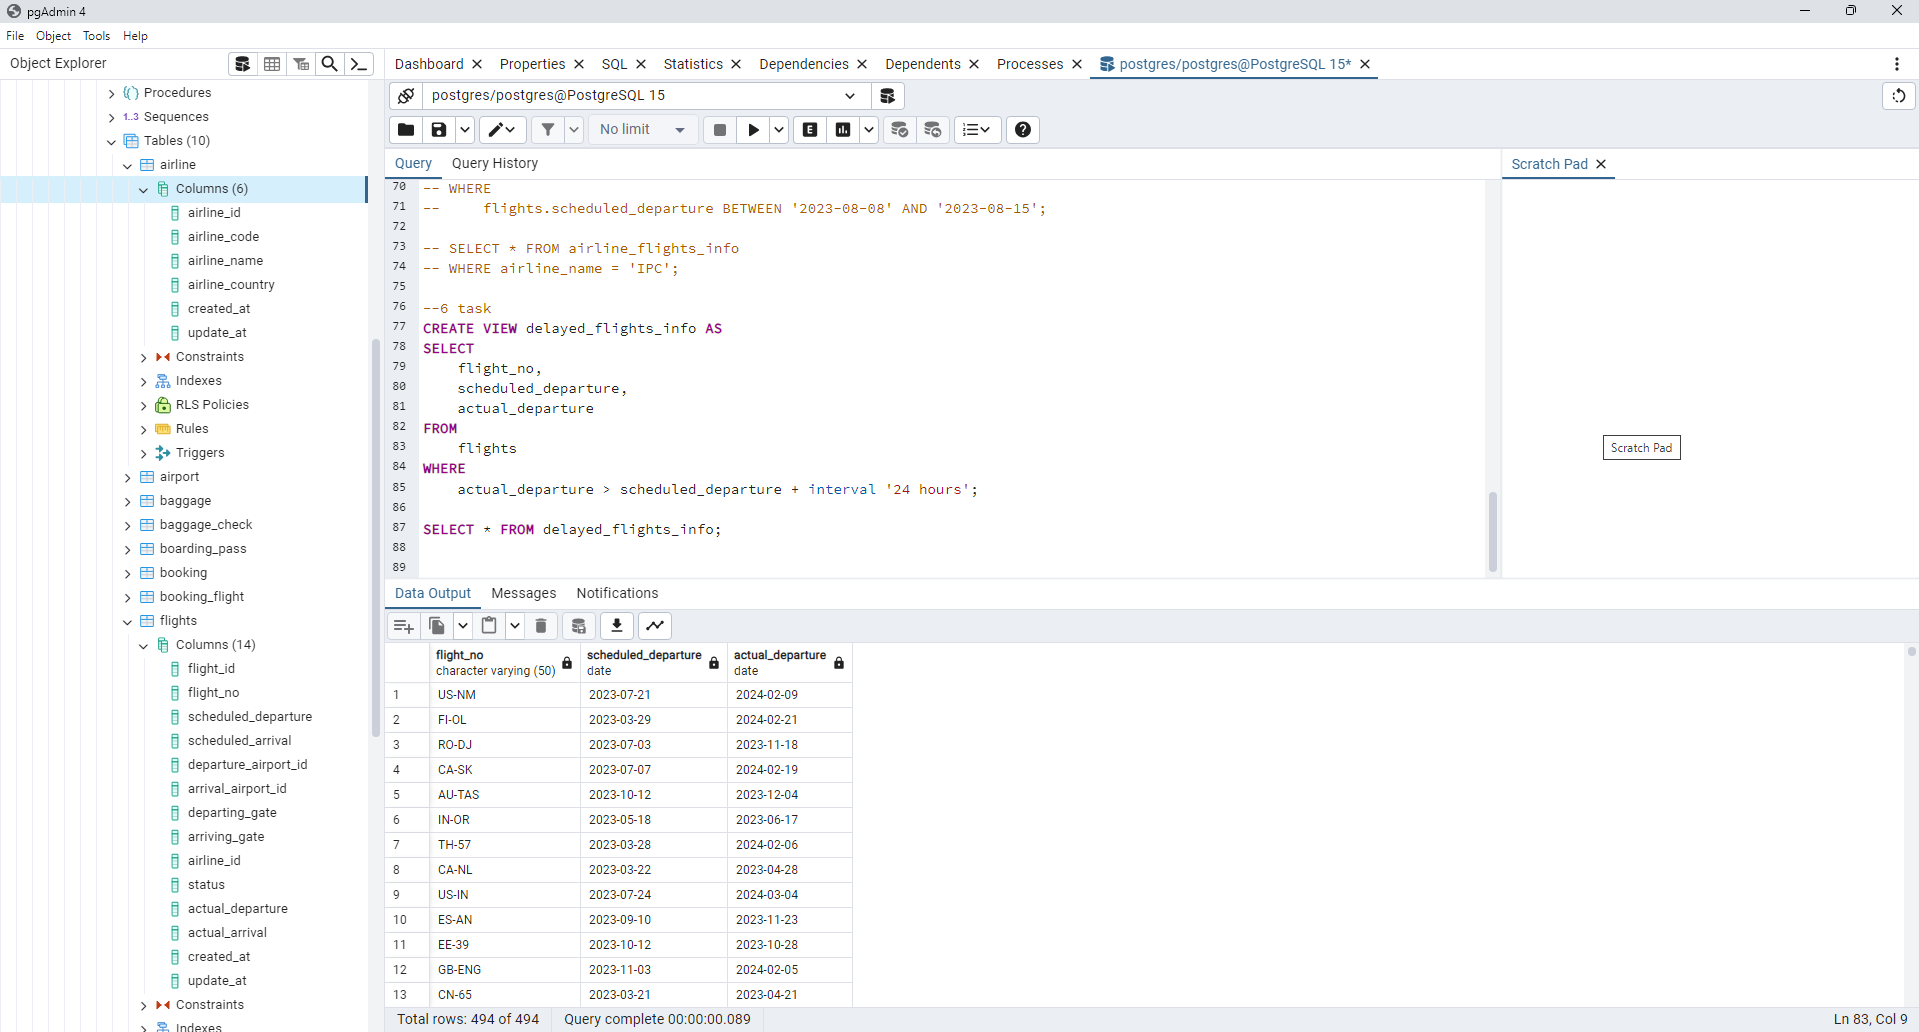 pgAdmin 4
File Object Tools Help
Object Explorer
Procedures
1..3 Sequences
Tables (10)
airline
Columns (6)
airline_id
airline_code
airline_name
airline_country
created_at
update_at
Constraints
Indexes
RLS Policies
Rules
Triggers
airport
baggage
baggage_check
boarding_pass
booking
booking_flight
flights
Columns (14)
flight_id
flight_no
scheduled_departure
scheduled_arrival
departure_airport_id
arrival_airport_id
departing_gate
arriving_gate
airline_id
status
actual_departure
actual_arrival
created_at
update_at
Constraints
Indexes
Dashboard Properties SQL Statistics Dependencies Dependents Processes postgres/postgres@PostgreSQL 15*
postgres/postgres@PostgreSQL 15
No limit E
Query Query History
70 -- WHERE
71 --     flights.scheduled_departure BETWEEN '2023-08-08' AND '2023-08-15';
72
73 -- SELECT * FROM airline_flights_info
74 -- WHERE airline_name = 'IPC';
75
76 --6 task
77 CREATE VIEW delayed_flights_info AS
78 SELECT
79     flight_no,
80     scheduled_departure,
81     actual_departure
82 FROM
83     flights
84 WHERE
85     actual_departure > scheduled_departure + interval '24 hours';
86
87 SELECT * FROM delayed_flights_info;
88
89
Scratch Pad
Scratch Pad
Data Output Messages Notifications
flight_no scheduled_departure actual_departure
character varying (50) date date
1 US-NM 2023-07-21 2024-02-09
2 FI-OL 2023-03-29 2024-02-21
3 RO-DJ 2023-07-03 2023-11-18
4 CA-SK 2023-07-07 2024-02-19
5 AU-TAS 2023-10-12 2023-12-04
6 IN-OR 2023-05-18 2023-06-17
7 TH-57 2023-03-28 2024-02-06
8 CA-NL 2023-03-22 2023-04-28
9 US-IN 2023-07-24 2024-03-04
10 ES-AN 2023-09-10 2023-11-23
11 EE-39 2023-10-12 2023-10-28
12 GB-ENG 2023-11-03 2024-02-05
13 CN-65 2023-03-21 2023-04-21
Total rows: 494 of 494 Query complete 00:00:00.089 Ln 83, Col 9